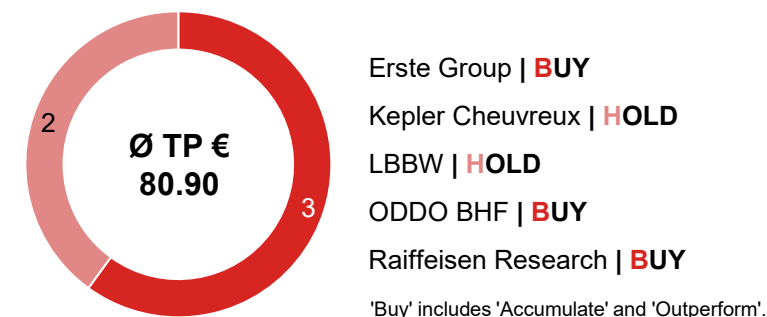 2
3
Ø TP €
80.90
Erste Group | BUY
Kepler Cheuvreux | HOLD
LBBW | HOLD
ODDO BHF | BUY
Raiffeisen Research | BUY
'Buy' includes 'Accumulate' and 'Outperform'.